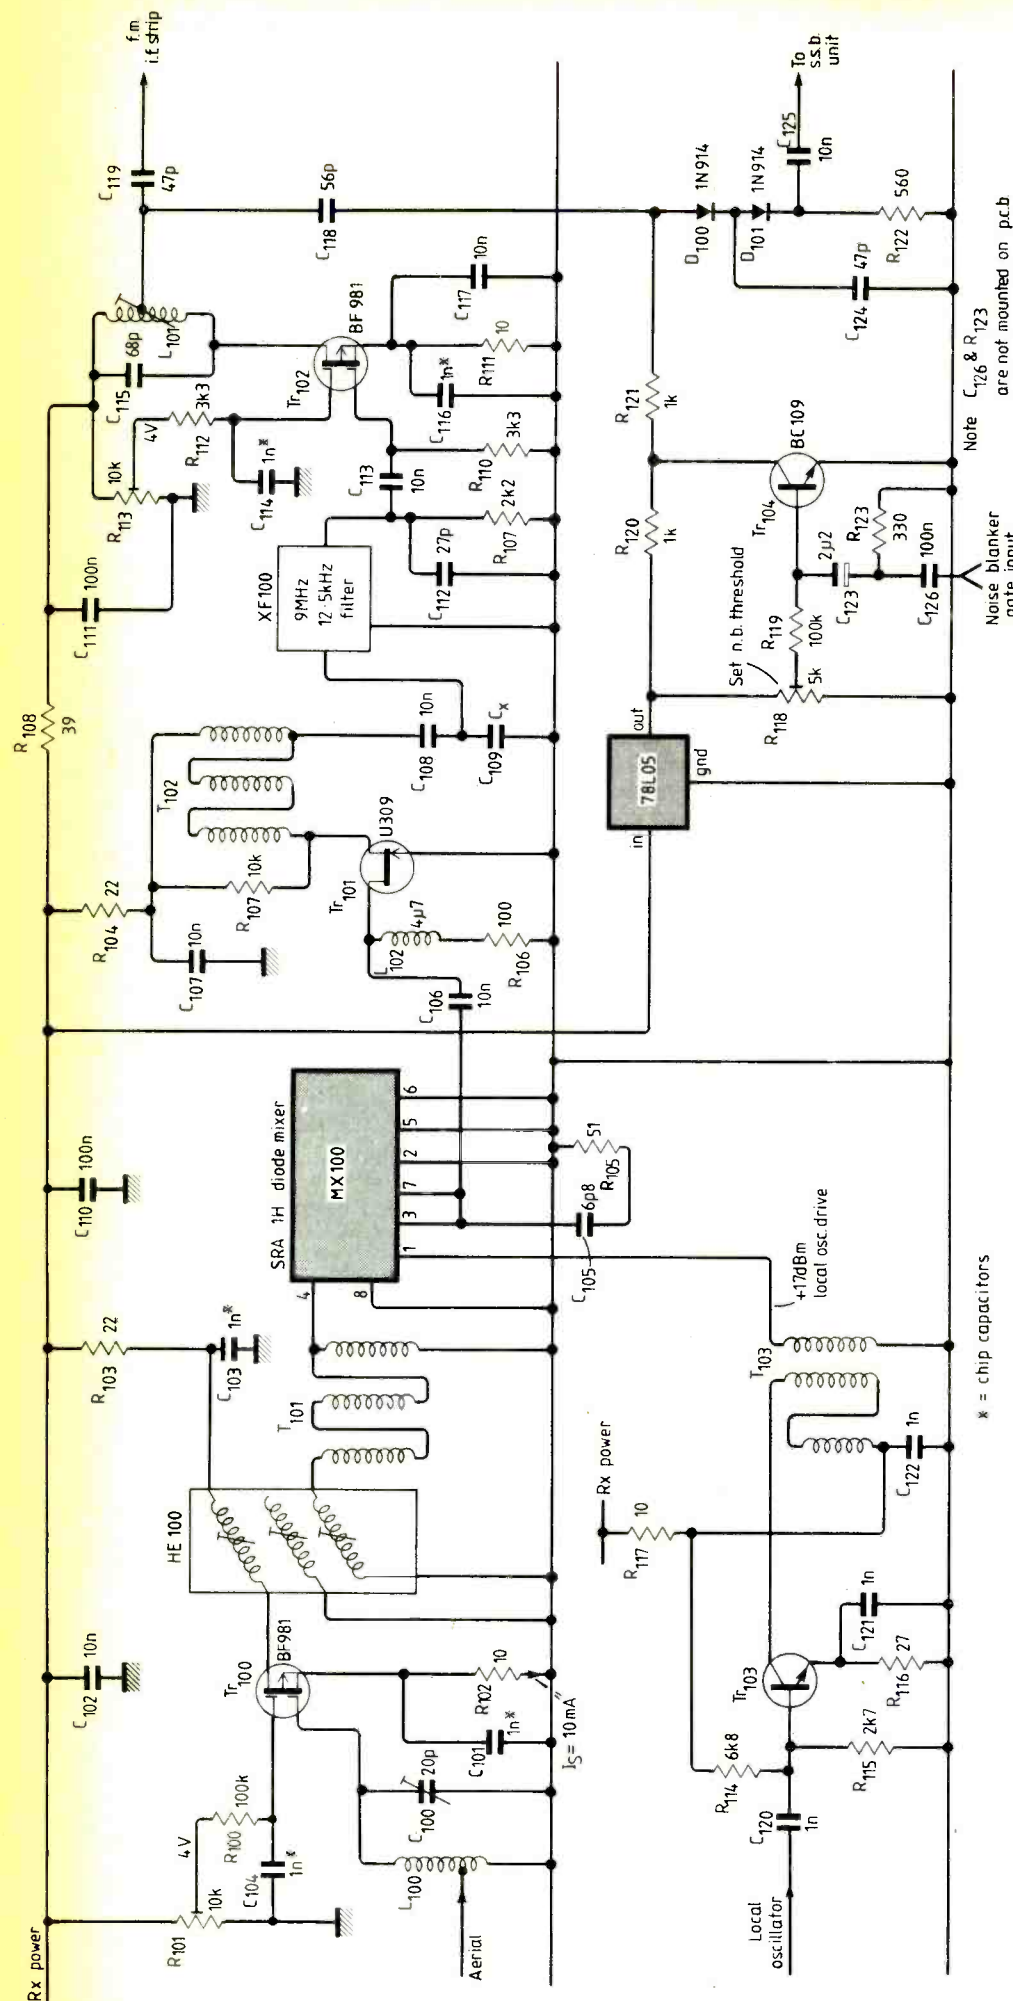 Rx power
R101
10k
4V
R100
100k
C104
1n*
L100
Aerial
C100
20p
C102
10n
Tr100
BF981
C101
1n*
R102
10
IS= 10mA
HE100
T101
R103
22
C103
1n*
C110
100n
SRA 1H diode mixer
MX100
4
8
1
3
7
2
5
6
C105
6p8
R105
51
C106
10n
L102
4µ7
R106
100
Tr101
U309
R104
22
C107
10n
R107
10k
T102
R108
39
C108
10n
C109
Cx
XF100
9MHz
12·5kHz
filter
C111
100n
R113
10k
4V
R112
3k3
C114
1n*
C112
27p
R107
2k2
C113
10n
R110
3k3
Tr102
BF981
C116
1n*
R111
10
C117
10n
C115
68p
L101
C118
56p
C119
47p
f.m
i.f. strip
Local
oscillator
C120
1n
R114
6k8
R115
2k7
Tr103
R116
27
C121
1n
R117
10
Rx power
C122
1n
T103
+17dBm
local osc. drive
* = chip capacitors
in
78L05
out
gnd
Set n.b. threshold
R118
5k
R119
100k
C123
2µ2
R123
330
C126
100n
Noise blanker
gate input
Tr104
BC109
R120
1k
R121
1k
D100
1N914
D101
1N914
C124
47p
C125
10n
R122
560
To
s.s.b.
unit
Note C126 & R123
are not mounted on p.c.b